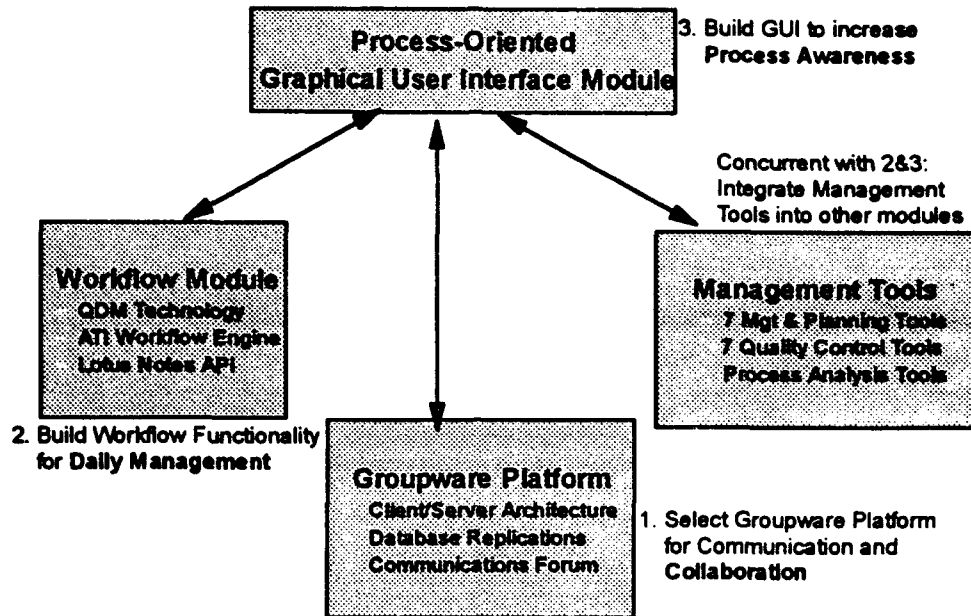 Process-Oriented
Graphical User Interface Module
3. Build GUI to increase
Process Awareness
Concurrent with 2&3:
Integrate Management
Tools into other modules
Workflow Module
QDM Technology
ATI Workflow Engine
Lotus Notes API
Management Tools
7 Mgt & Planning Tools
7 Quality Control Tools
Process Analysis Tools
2. Build Workflow Functionality
for Daily Management
Groupware Platform
Client/Server Architecture
Database Replications
Communications Forum
1. Select Groupware Platform
for Communication and
Collaboration